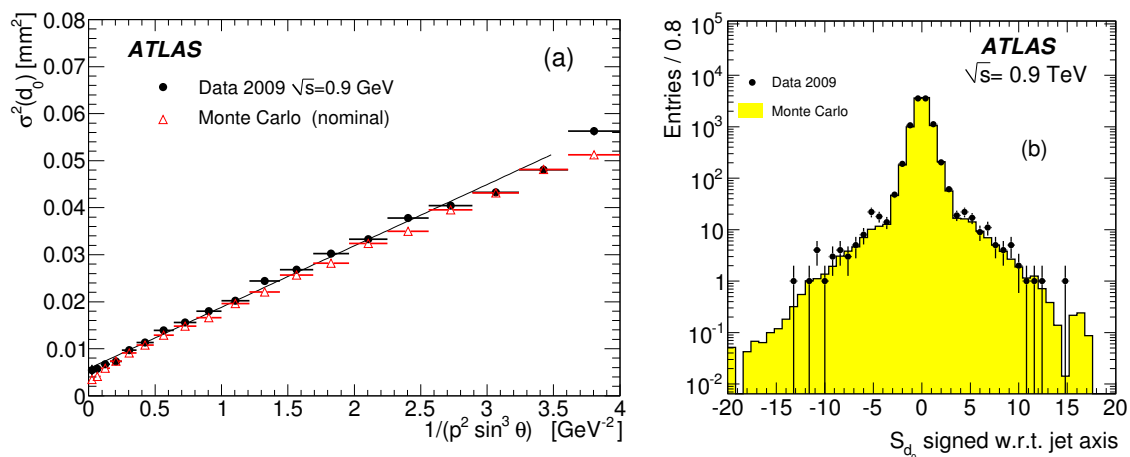 ATLAS
(a)
Data 2009 √s=0.9 GeV
Monte Carlo (nominal)
σ²(d₀) [mm²]
0.08
0.07
0.06
0.05
0.04
0.03
0.02
0.01
0
0 0.5 1 1.5 2 2.5 3 3.5 4
1/(p² sin³ θ) [GeV⁻²]
ATLAS
√s= 0.9 TeV
Data 2009
Monte Carlo
(b)
Entries / 0.8
10⁵
10⁴
10³
10²
10
1
10⁻¹
10⁻²
-20 -15 -10 -5 0 5 10 15 20
S_d₀ signed w.r.t. jet axis